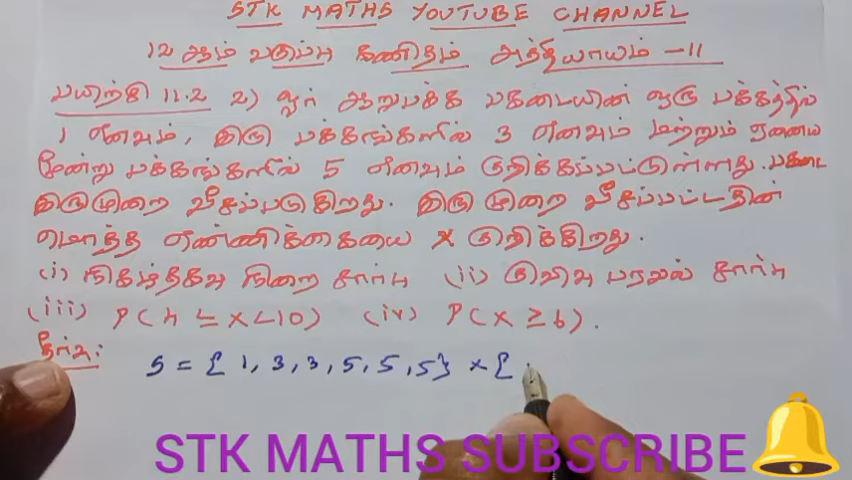 STK MATHS YOUTUBE CHANNEL
12 ஆம் வகுப்பு கணிதம் அத்தியாயம் -11
பயிற்சி 11.2 2) ஓர் ஆறுபக்க பகடையின் ஒரு பக்கத்தில்
1 எனவும், இரு பக்கங்களில் 3 எனவும் மற்றும் ஏனைய
மூன்று பக்கங்களில் 5 எனவும் குறிக்கப்பட்டுள்ளது. பகடை
இருமுறை வீசப்படுகிறது. இருமுறை வீசப்பட்டதின்
மொத்த எண்ணிக்கையை X குறிக்கிறது.
(i) நிகழ்தகவு நிறை சார்பு (ii) குவிவு பரவல் சார்பு
(iii) P(4 ≤ X < 10) (iv) P(X ≥ 6).
தீர்வு:
S = { 1, 3, 3, 5, 5, 5} × {
STK MATHS SUBSCRIBE